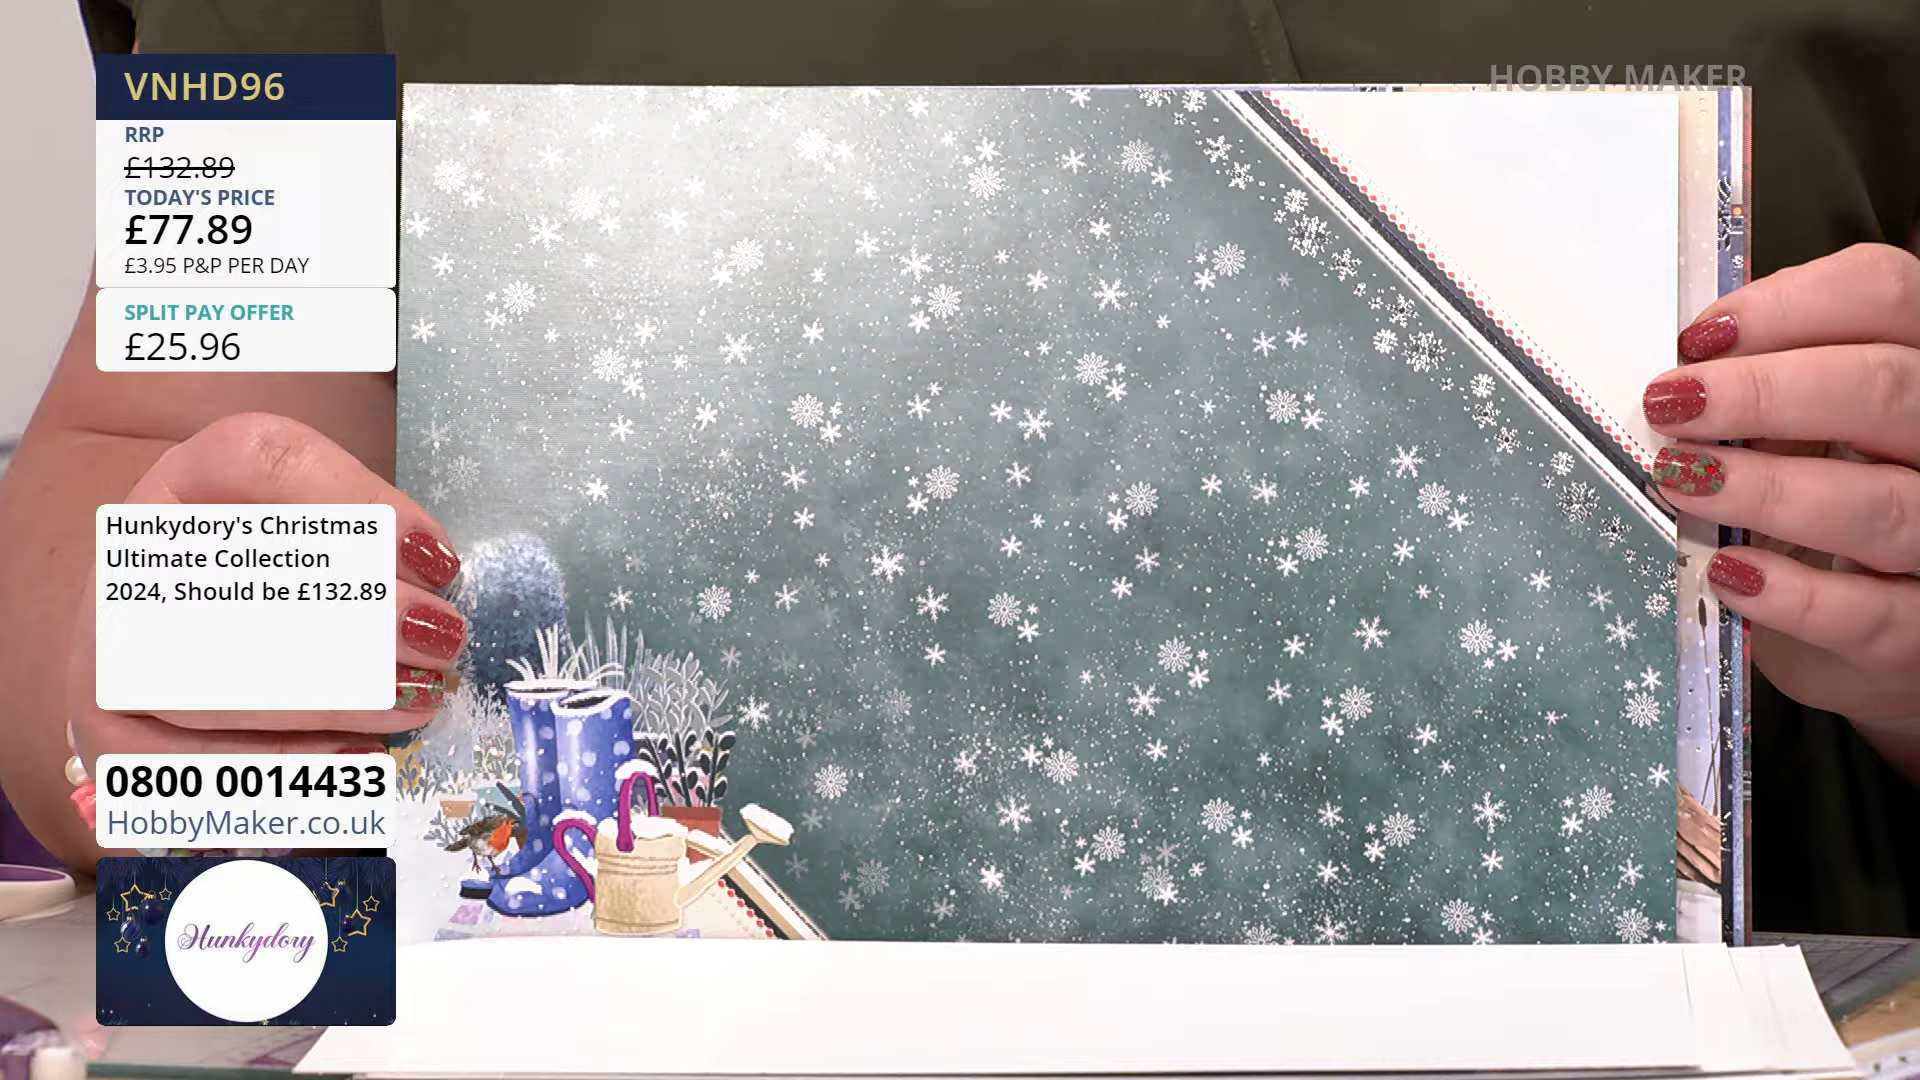 VNHD96
RRP
£132.89
TODAY'S PRICE
£77.89
£3.95 P&P PER DAY
SPLIT PAY OFFER
£25.96
Hunkydory's Christmas
Ultimate Collection
2024, Should be £132.89
0800 0014433
HobbyMaker.co.uk
Hunkydory
HOBBY MAKER